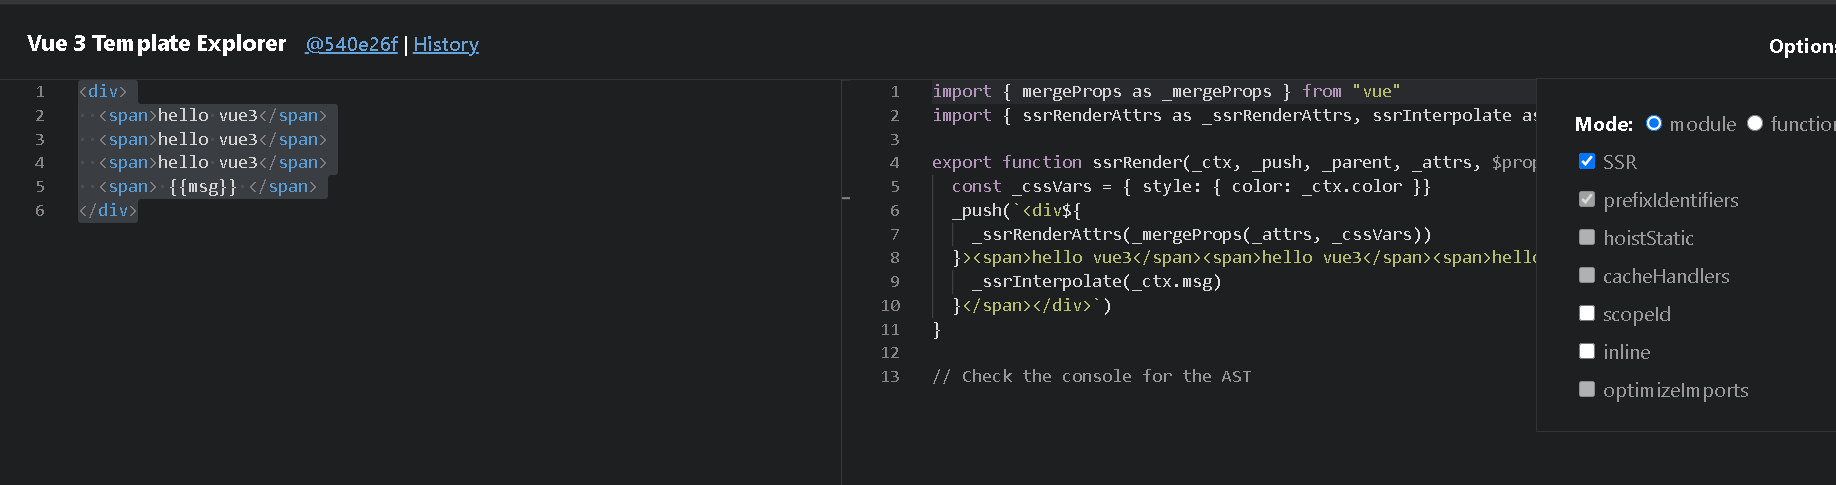 Vue 3 Template Explorer @540e26f | History
Options
1 <div>
2 <span>hello vue3</span>
3 <span>hello vue3</span>
4 <span>hello vue3</span>
5 <span> {{msg}} </span>
6 </div>
1 import { mergeProps as _mergeProps } from "vue"
2 import { ssrRenderAttrs as _ssrRenderAttrs, ssrInterpolate as
3
4 export function ssrRender(_ctx, _push, _parent, _attrs, $prop
5 const _cssVars = { style: { color: _ctx.color }}
6 _push(`<div${
7 _ssrRenderAttrs(_mergeProps(_attrs, _cssVars))
8 }><span>hello vue3</span><span>hello vue3</span><span>hello
9 _ssrInterpolate(_ctx.msg)
10 }</span></div>`)
11 }
12
13 // Check the console for the AST
Mode: module function
SSR
prefixIdentifiers
hoistStatic
cacheHandlers
scopeId
inline
optimizeImports